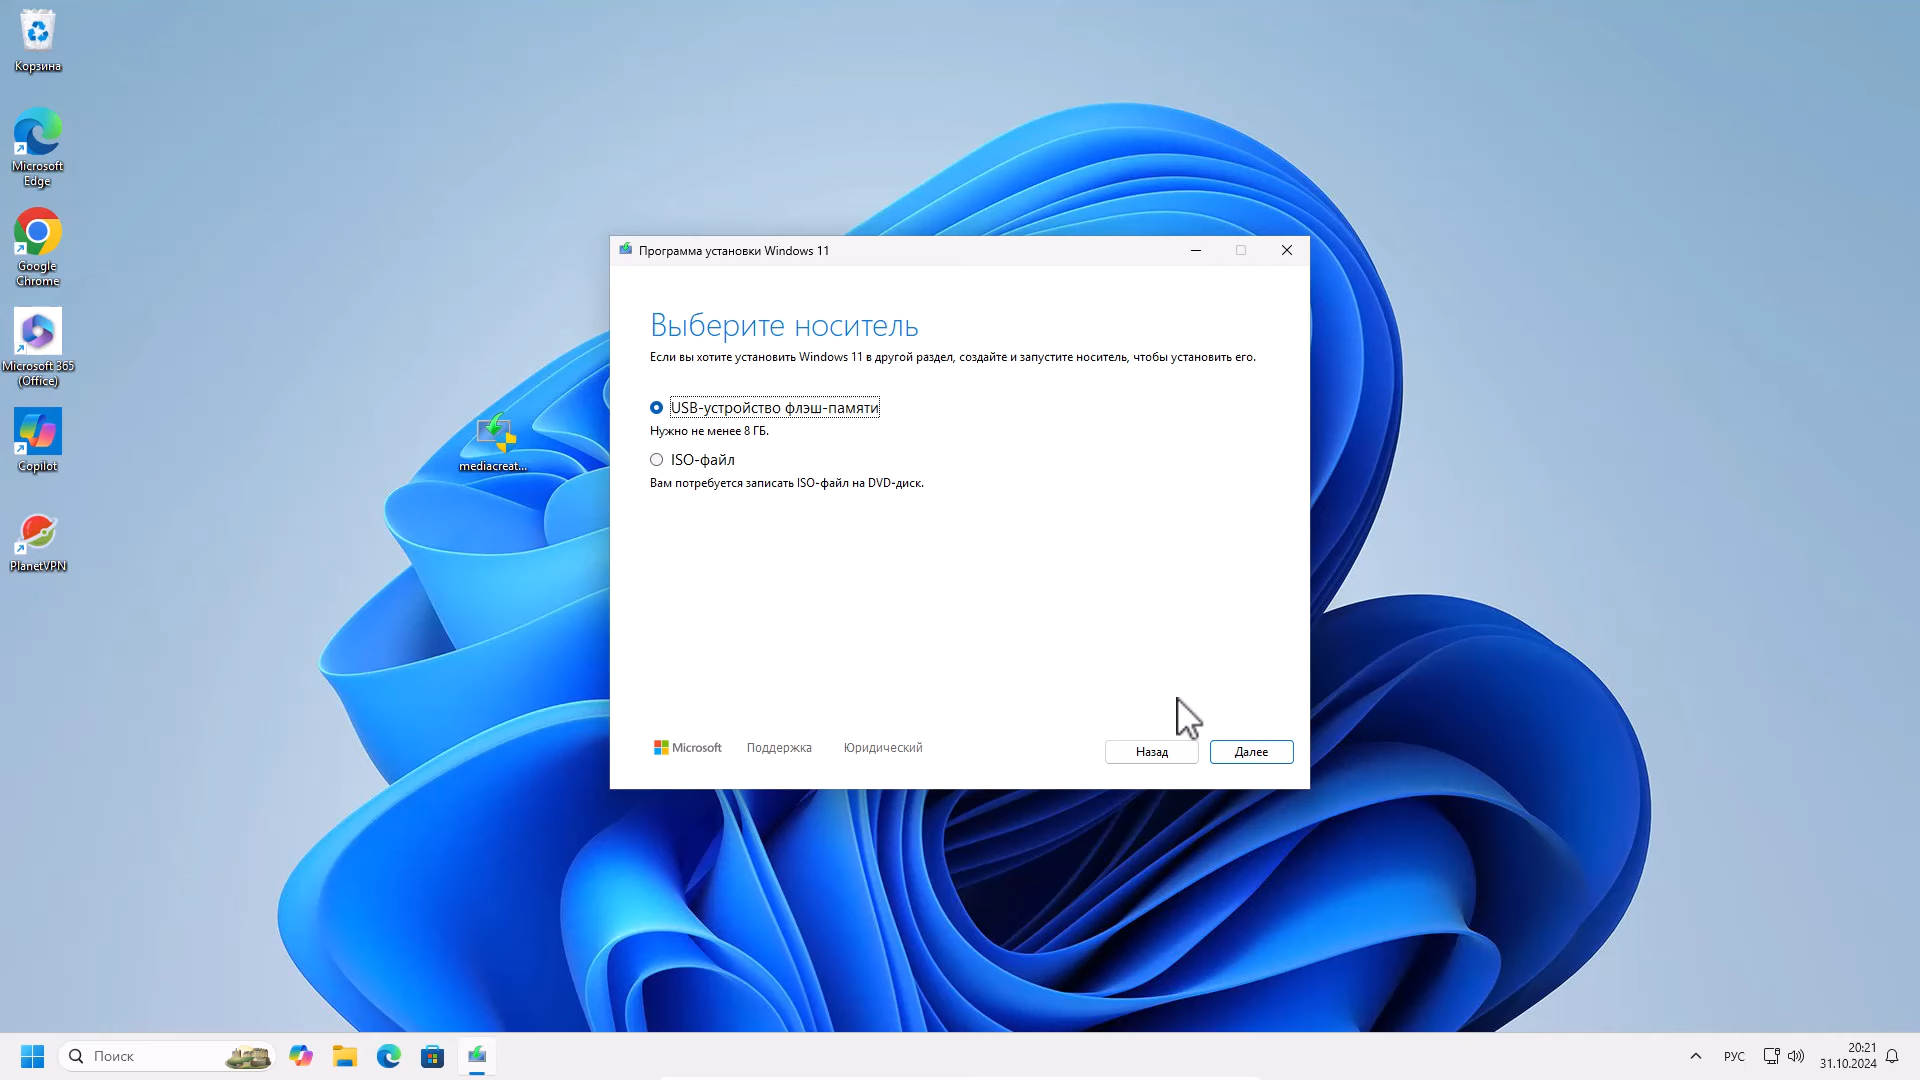 Корзина
Microsoft
Edge
Google
Chrome
Microsoft 365
(Office)
Copilot
PlanetVPN
mediacreat...
Программа установки Windows 11
Выберите носитель
Если вы хотите установить Windows 11 в другой раздел, создайте и запустите носитель, чтобы установить его.
USB-устройство флэш-памяти
Нужно не менее 8 ГБ.
ISO-файл
Вам потребуется записать ISO-файл на DVD-диск.
Microsoft Поддержка Юридический Назад Далее
Поиск РУС 20:21
31.10.2024